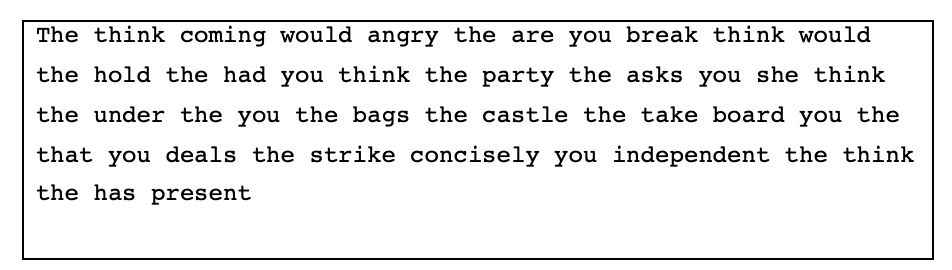 The think coming would angry the are you break think would
the hold the had you think the party the asks you she think
the under the you the bags the castle the take board you the
that you deals the strike concisely you independent the think
the has present